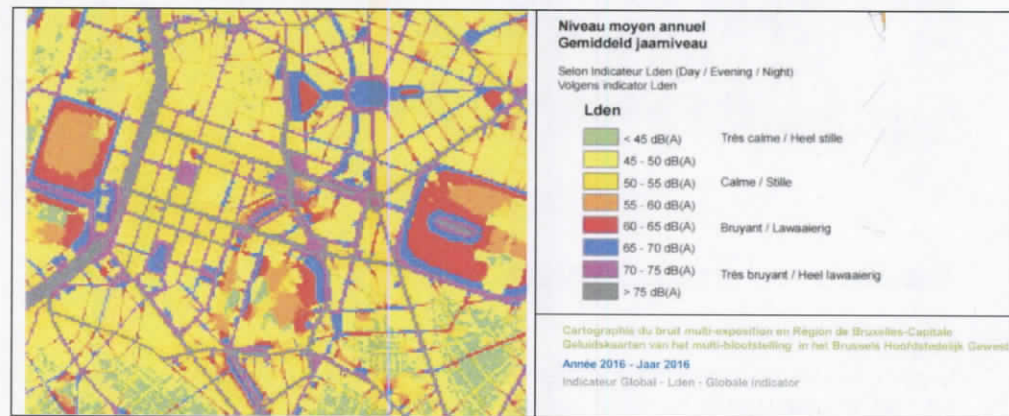 Niveau moyen annuel
Gemiddeld jaarniveau
Selon Indicateur Lden (Day / Evening / Night)
Volgens indicator Lden
Lden
< 45 dB(A) Très calme / Heel stille
45 - 50 dB(A)
50 - 55 dB(A) Calme / Stille
55 - 60 dB(A)
60 - 65 dB(A) Bruyant / Lawaaierig
65 - 70 dB(A)
70 - 75 dB(A) Très bruyant / Heel lawaaierig
> 75 dB(A)
Cartographie du bruit multi-exposition en Région de Bruxelles-Capitale
Geluidskaarten van het multi-blootstelling in het Brussels Hoofdstedelijk Gewest
Année 2016 - Jaar 2016
Indicateur Global - Lden - Globale indicator